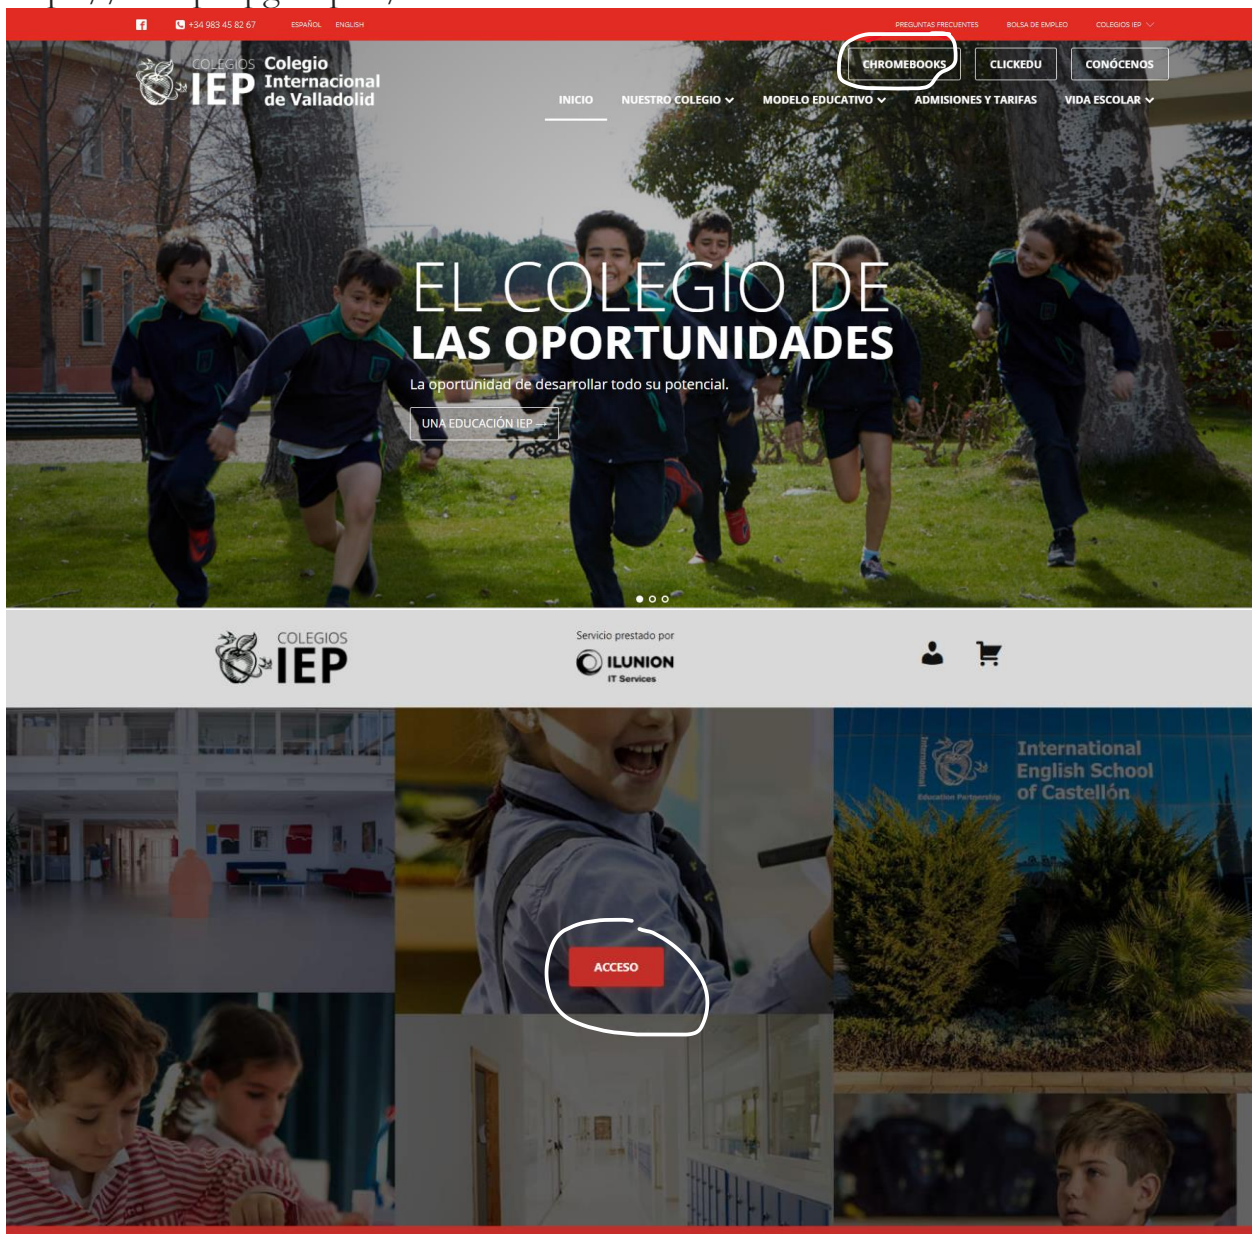 +34 983 45 82 67 ESPAÑOL ENGLISH PREGUNTAS FRECUENTES BOLSA DE EMPLEO COLEGIOS IEP
COLEGIOS
IEP
Colegio
Internacional
de Valladolid
CHROMEBOOKS CLICKEDU CONÓCENOS
INICIO NUESTRO COLEGIO MODELO EDUCATIVO ADMISIONES Y TARIFAS VIDA ESCOLAR
EL COLEGIO DE
LAS OPORTUNIDADES
La oportunidad de desarrollar todo su potencial.
UNA EDUCACIÓN IEP →
COLEGIOS
IEP
Servicio prestado por
ILUNION
IT Services
International
Education Partnership
International
English School
of Castellón
ACCESO